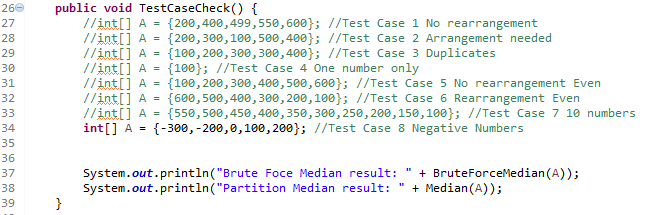 26 public void TestCaseCheck() {
27 //int[] A = {200,400,499,550,600}; //Test Case 1 No rearrangement
28 //int[] A = {200,300,100,500,400}; //Test Case 2 Arrangement needed
29 //int[] A = {100,200,300,300,400}; //Test Case 3 Duplicates
30 //int[] A = {100}; //Test Case 4 One number only
31 //int[] A = {100,200,300,400,500,600}; //Test Case 5 No rearrangement Even
32 //int[] A = {600,500,400,300,200,100}; //Test Case 6 Rearrangement Even
33 //int[] A = {550,500,450,400,350,300,250,200,150,100}; //Test Case 7 10 numbers
34 int[] A = {-300,-200,0,100,200}; //Test Case 8 Negative Numbers
35
36
37 System.out.println("Brute Foce Median result: " + BruteForceMedian(A));
38 System.out.println("Partition Median result: " + Median(A));
39 }